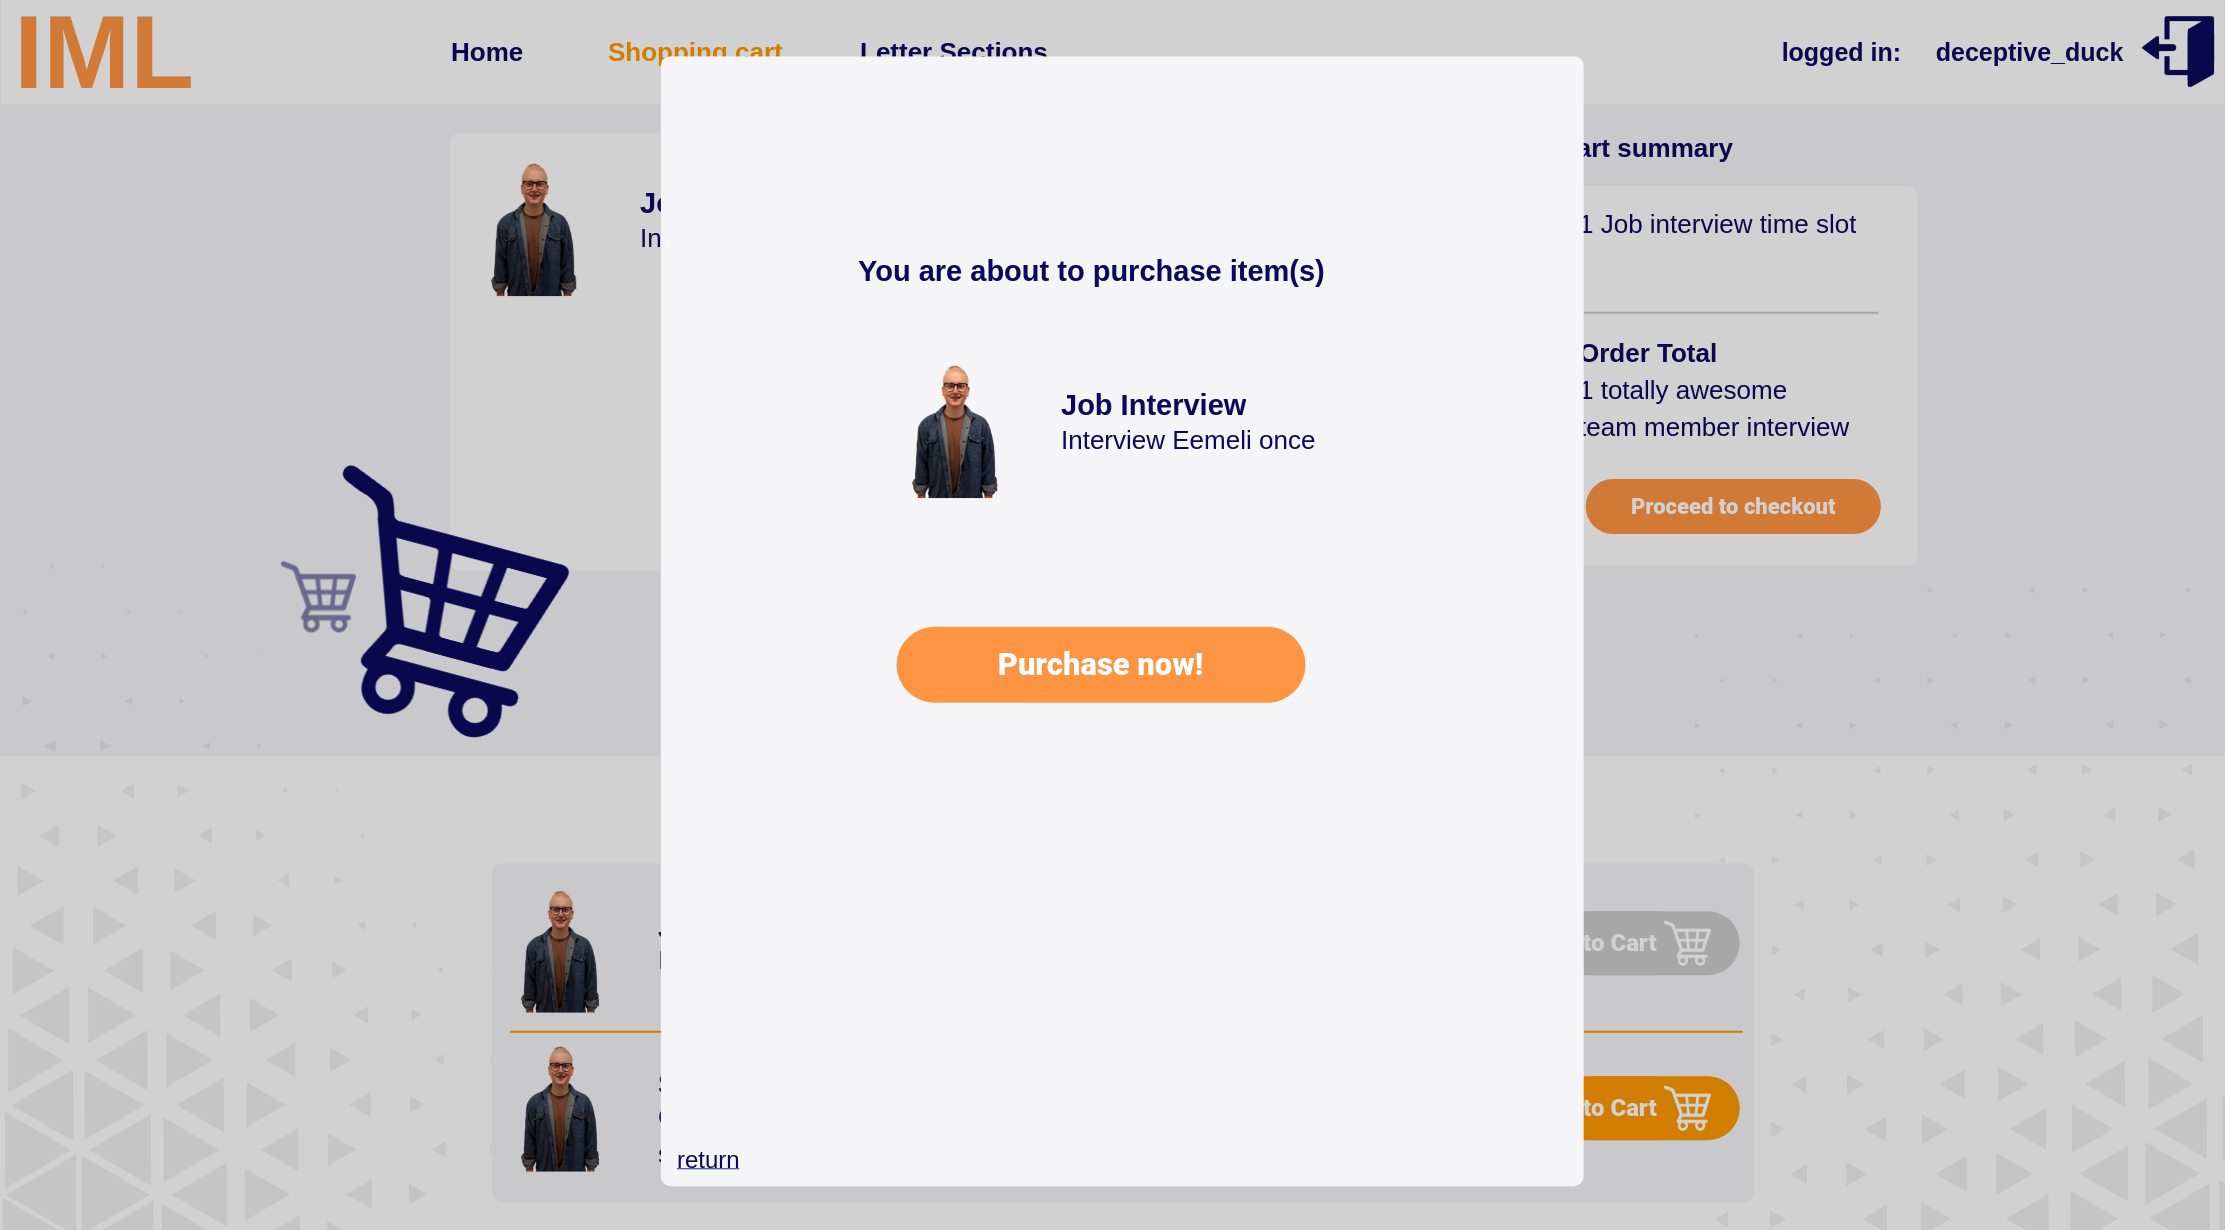 IML
Home
Shopping cart
Letter Sections
logged in:
deceptive_duck
art summary
1 Job interview time slot
Order Total
1 totally awesome
team member interview
Proceed to checkout
You are about to purchase item(s)
Job Interview
Interview Eemeli once
Purchase now!
to Cart
to Cart
return